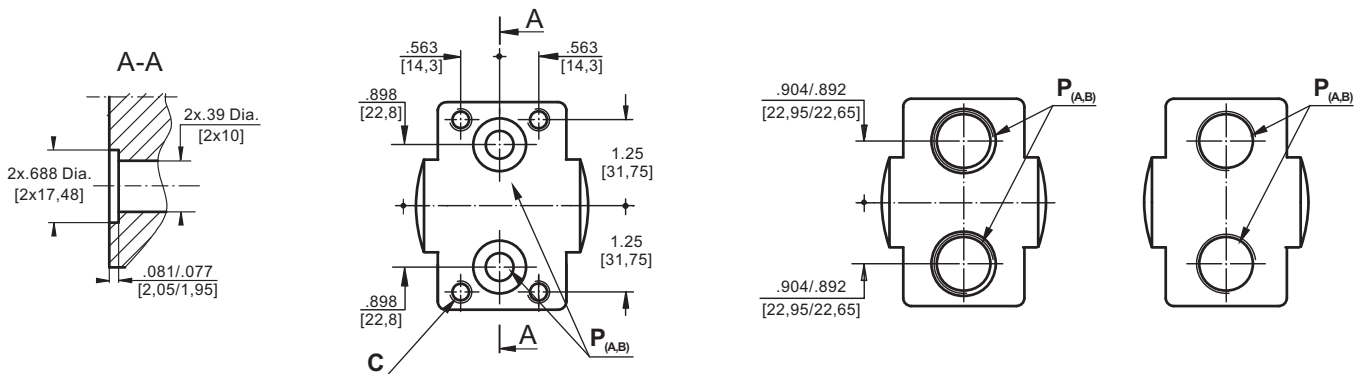 A-A
2x.39 Dia.
[2x10]
2x.688 Dia.
[2x17,48]
.081/.077
[2,05/1,95]
A
.563
[14,3]
.563
[14,3]
.898
[22,8]
1.25
[31,75]
1.25
[31,75]
.898
[22,8]
A
C
P(A,B)
.904/.892
[22,95/22,65]
P(A,B)
.904/.892
[22,95/22,65]
P(A,B)